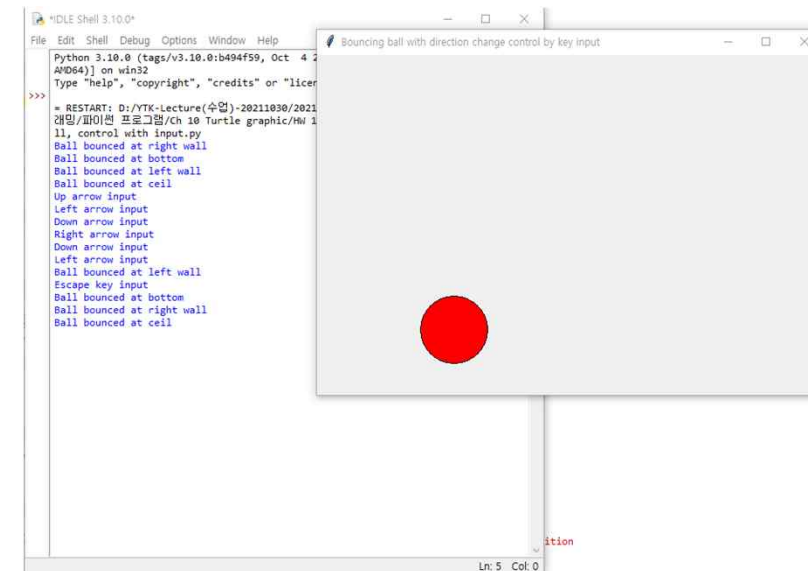 *IDLE Shell 3.10.0*
File Edit Shell Debug Options Window Help
Python 3.10.0 (tags/v3.10.0:b494f59, Oct 4 2
AMD64)] on win32
Type "help", "copyright", "credits" or "licen
>>>
= RESTART: D:/YTK-Lecture(수업)-20211030/2021
래밍/파이썬 프로그램/Ch 10 Turtle graphic/HW 1
ll, control with input.py
Ball bounced at right wall
Ball bounced at bottom
Ball bounced at left wall
Ball bounced at ceil
Up arrow input
Left arrow input
Down arrow input
Right arrow input
Down arrow input
Left arrow input
Ball bounced at left wall
Escape key input
Ball bounced at bottom
Ball bounced at right wall
Ball bounced at ceil
Ln: 5 Col: 0
Bouncing ball with direction change control by key input
ition